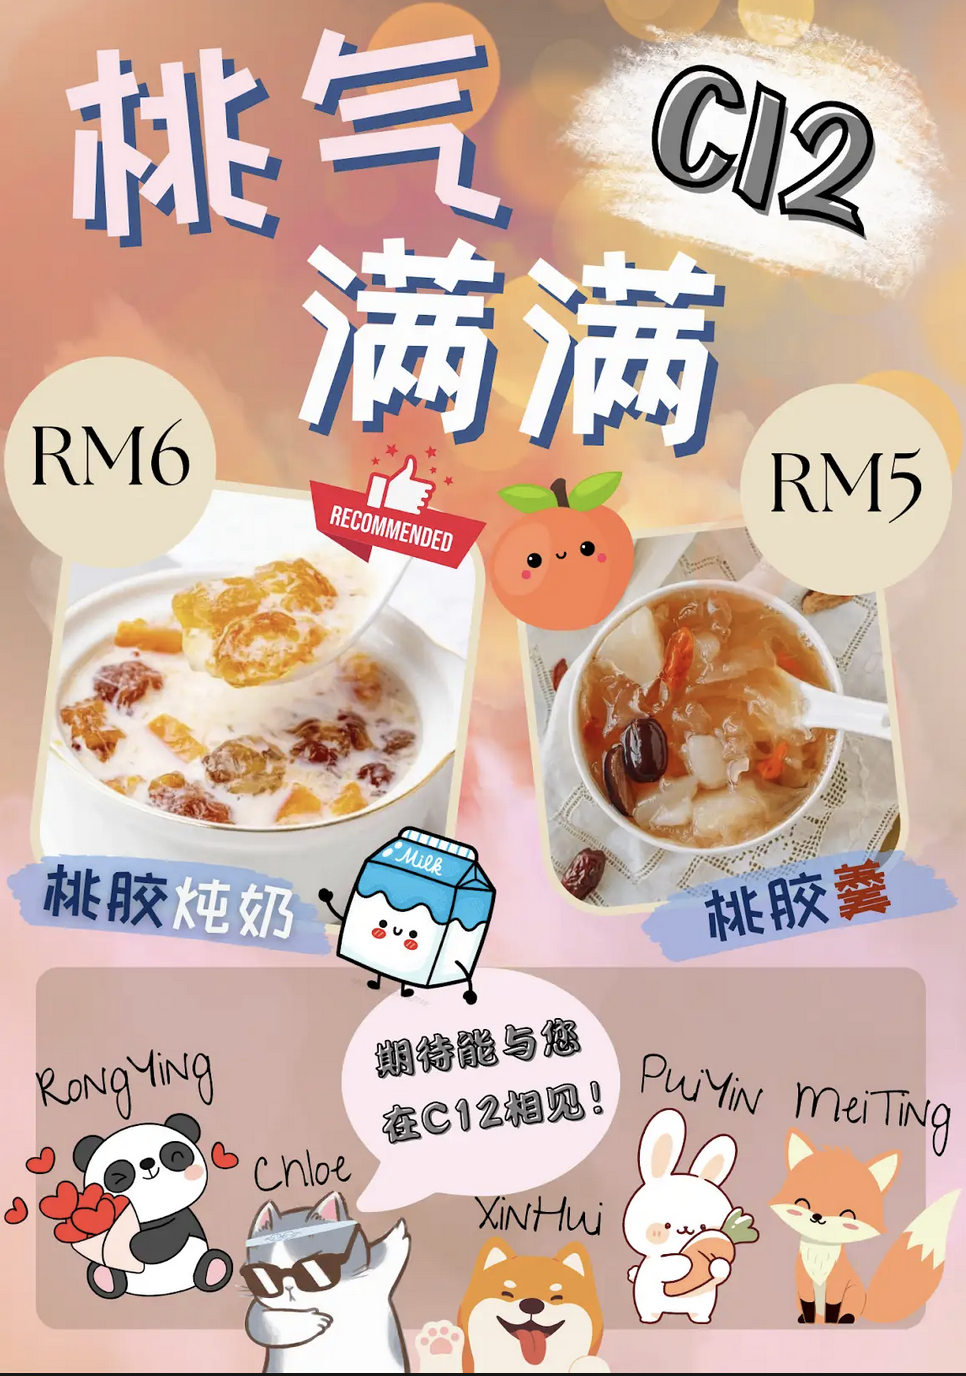 桃气
满满
C12
RM6
RM5
RECOMMENDED
Milk
桃胶炖奶
桃胶羹
期待能与您
在C12相见！
RongYing
Chloe
XinHui
PuiYin
MeiTing